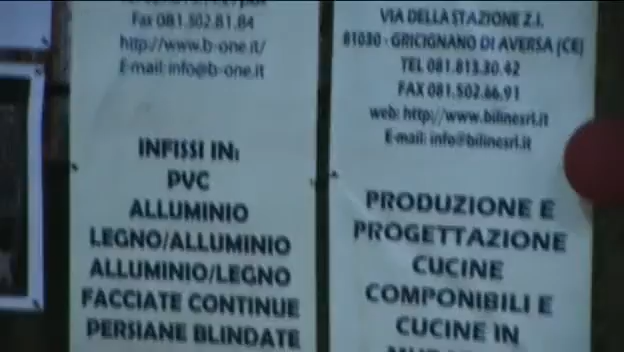 Fax 081.502.81.84
http://www.b-one.it/
E-mail: info@b-one.it
INFISSI IN:
PVC
ALLUMINIO
LEGNO/ALLUMINIO
ALLUMINIO/LEGNO
FACCIATE CONTINUE
PERSIANE BLINDATE
VIA DELLA STAZIONE Z.I.
81030 - GRICIGNANO DI AVERSA (CE)
TEL 081.813.30.42
FAX 081.502.66.91
web: http://www.bilinesrl.it
E-mail: info@bilinesrl.it
PRODUZIONE E
PROGETTAZIONE
CUCINE
COMPONIBILI E
CUCINE IN